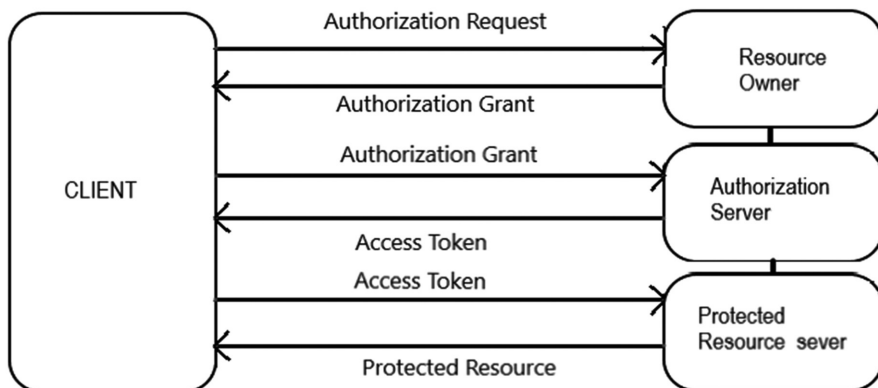 Authorization Request
Resource
Owner
Authorization Grant
Authorization Grant
CLIENT
Authorization
Server
Access Token
Access Token
Protected
Resource sever
Protected Resource